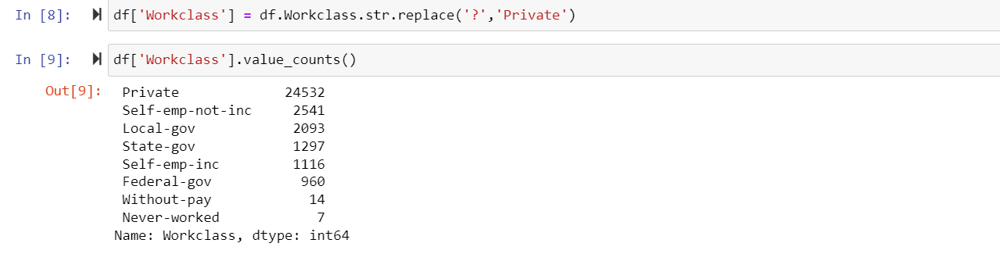 In [8]: df['Workclass'] = df.Workclass.str.replace('?','Private')
In [9]: df['Workclass'].value_counts()
Out[9]: Private 24532
Self-emp-not-inc 2541
Local-gov 2093
State-gov 1297
Self-emp-inc 1116
Federal-gov 960
Without-pay 14
Never-worked 7
Name: Workclass, dtype: int64